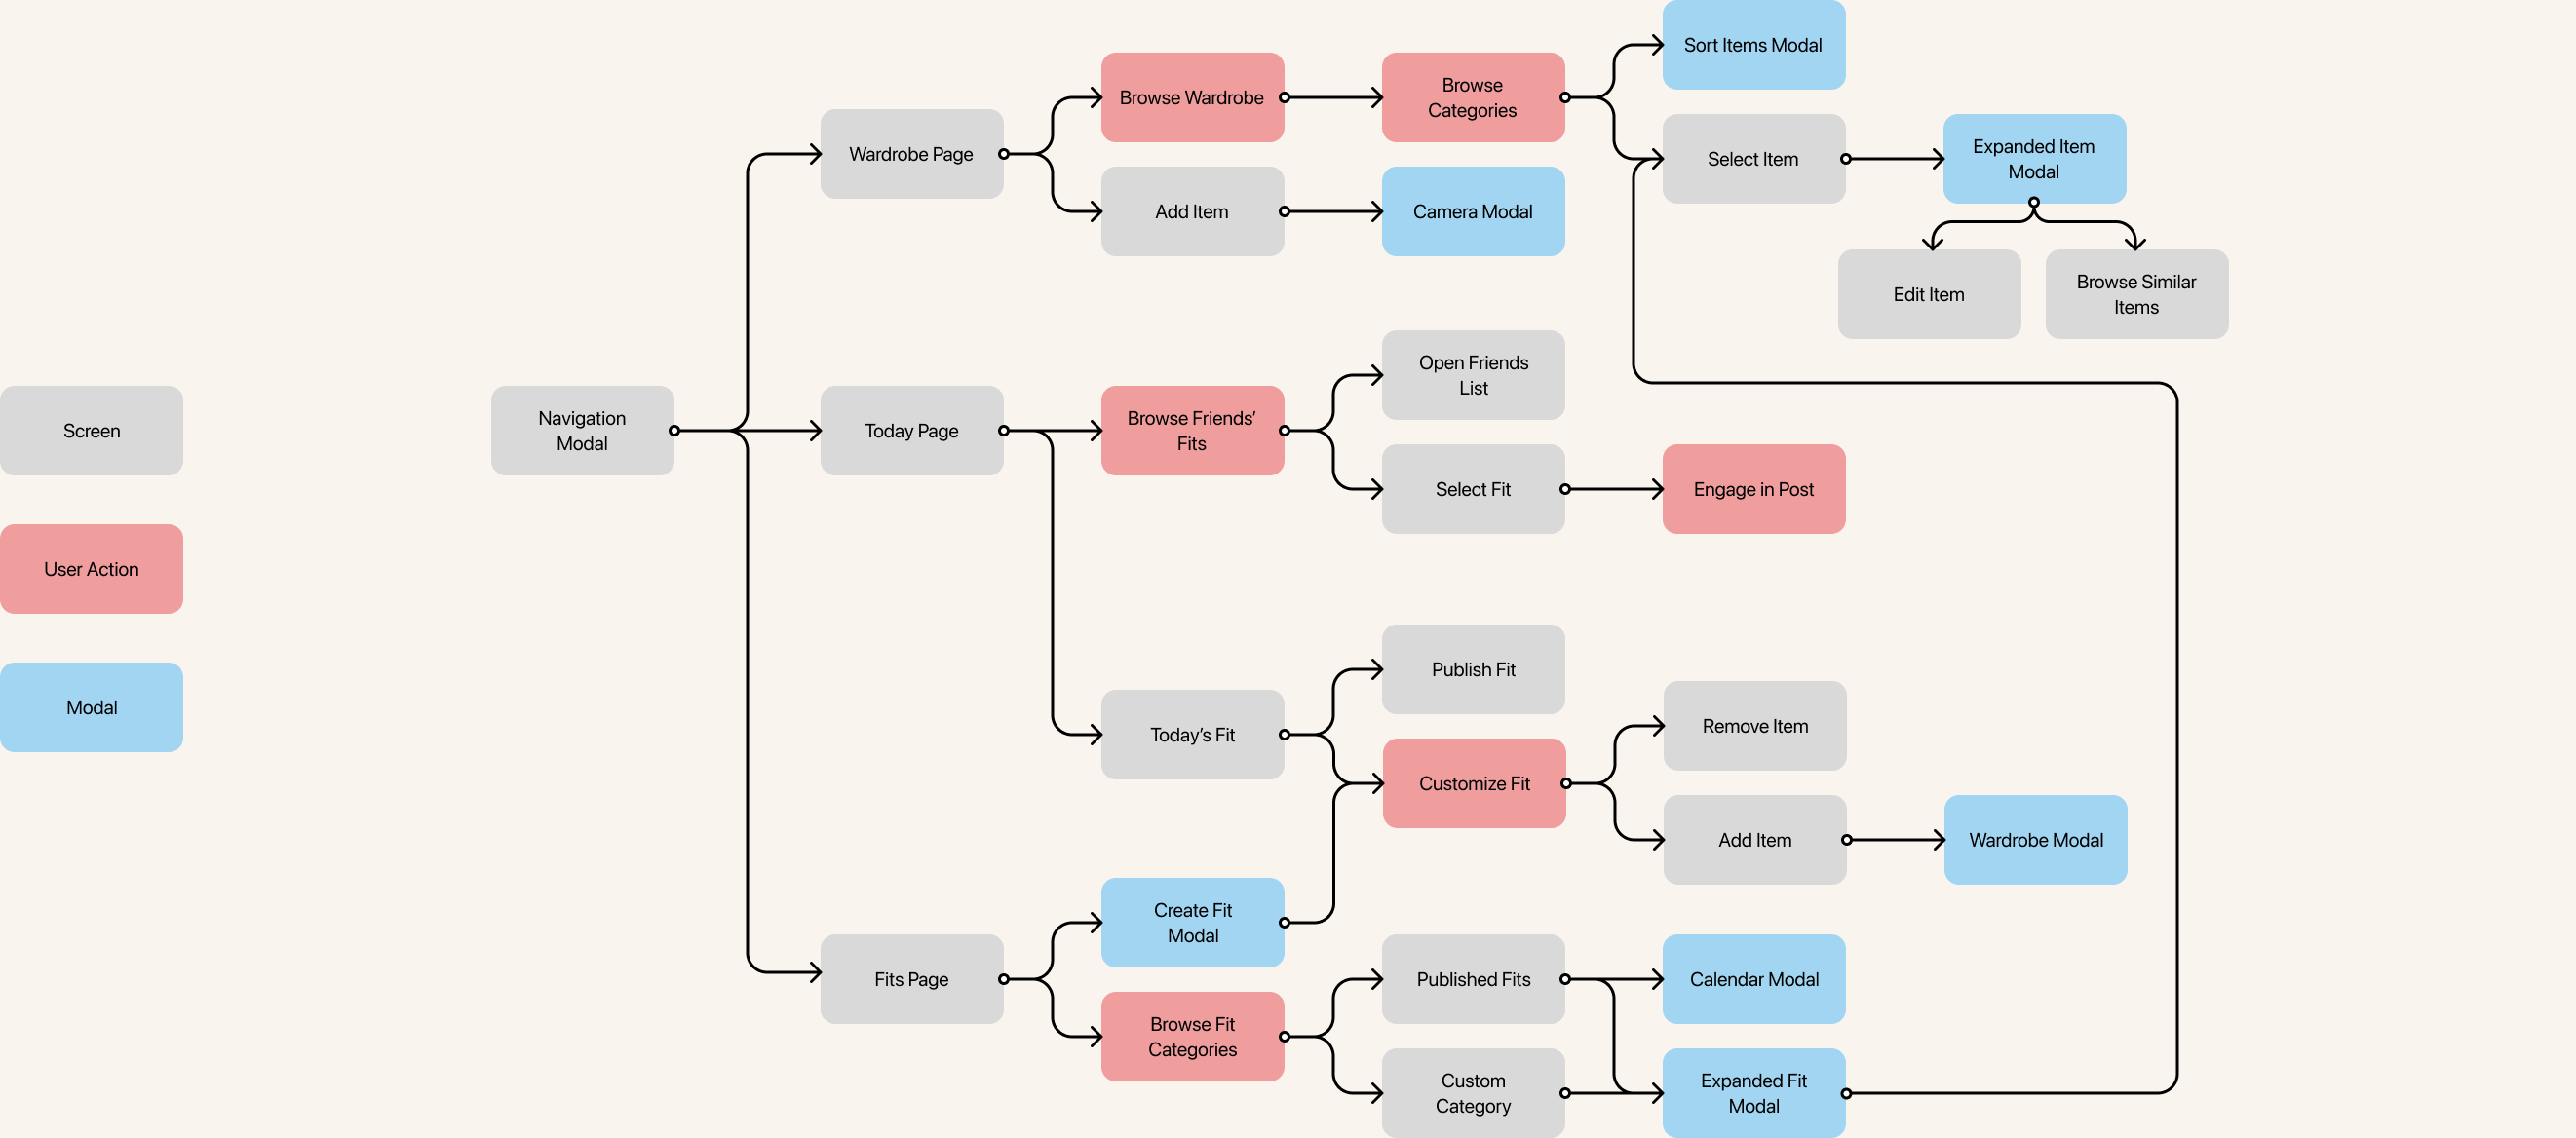 Screen
User Action
Modal
Navigation
Modal
Wardrobe Page
Browse Wardrobe
Browse
Categories
Sort Items Modal
Select Item
Expanded Item
Modal
Edit Item
Browse Similar
Items
Add Item
Camera Modal
Today Page
Browse Friends’
Fits
Open Friends
List
Select Fit
Engage in Post
Today’s Fit
Publish Fit
Customize Fit
Remove Item
Add Item
Wardrobe Modal
Fits Page
Create Fit
Modal
Browse Fit
Categories
Published Fits
Calendar Modal
Custom
Category
Expanded Fit
Modal